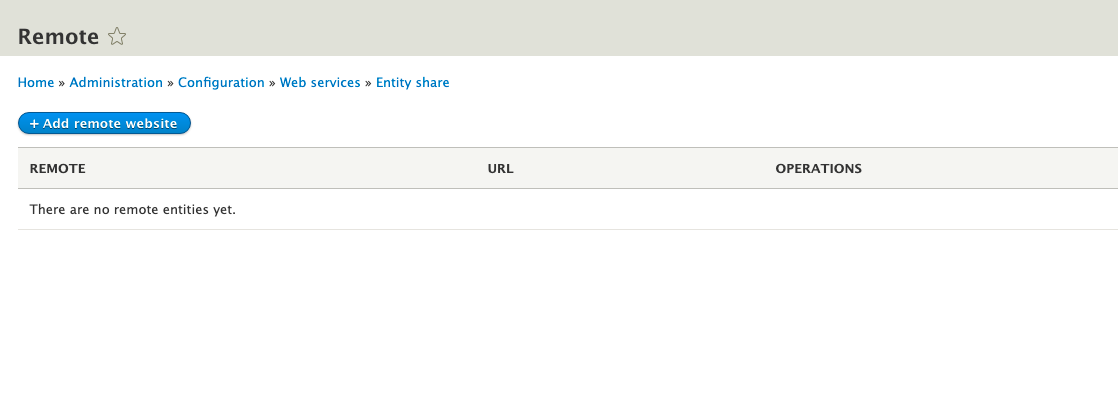 Remote
Home » Administration » Configuration » Web services » Entity share
+ Add remote website
REMOTE URL OPERATIONS
There are no remote entities yet.